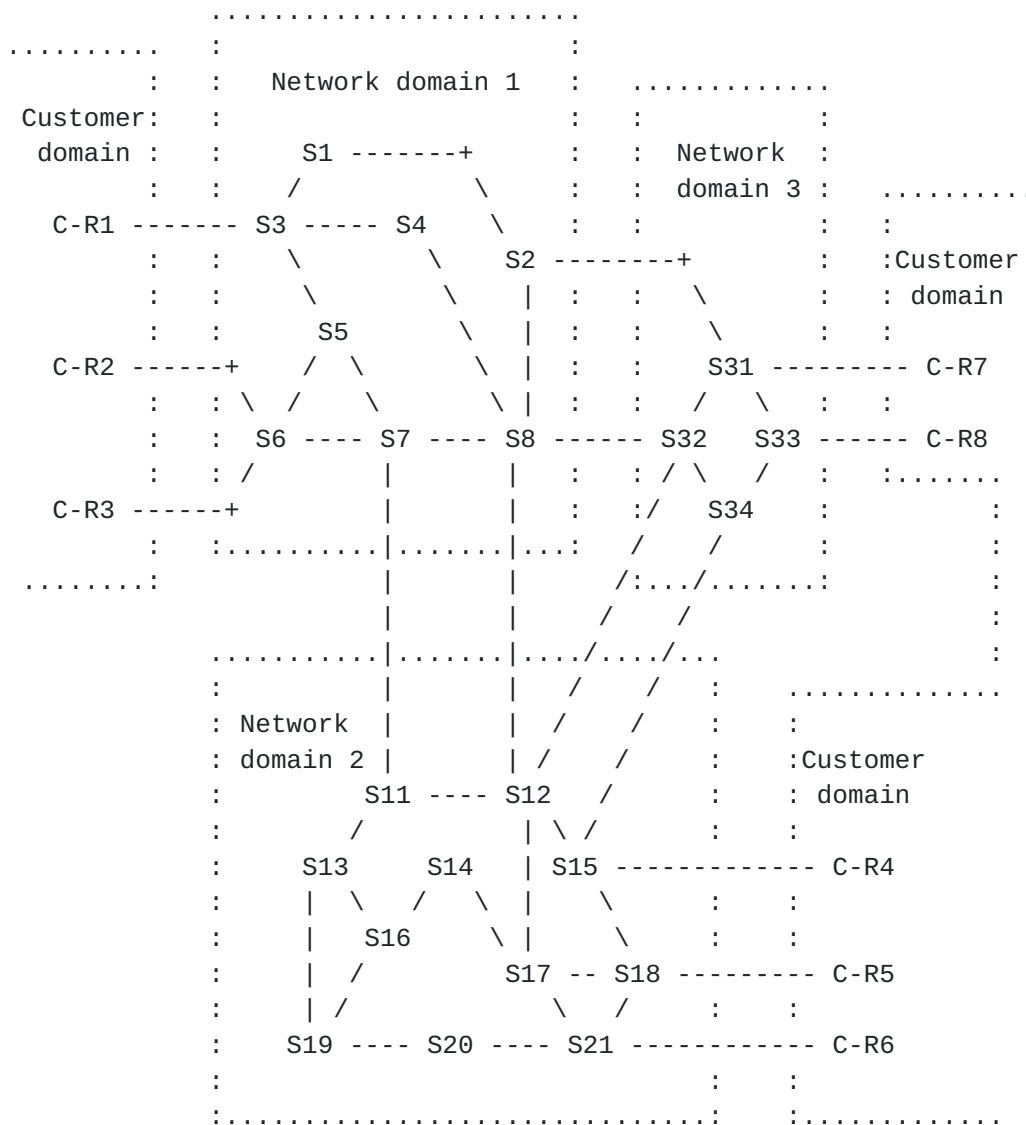 Network domain 1
Customer
domain : : S1 -------+ : : Network :
domain 3
C-R1 ------- S3 ----- S4
S2 --------+ :Customer
domain
S5
C-R2 ------+ S31 --------- C-R7
S6 ---- S7 ---- S8 ------ S32 S33 ------ C-R8
C-R3 ------+ S34
Network
domain 2 :Customer
S11 ---- S12 domain
S13 S14 S15 ------------- C-R4
S16
S17 -- S18 --------- C-R5
S19 ---- S20 ---- S21 ------------ C-R6